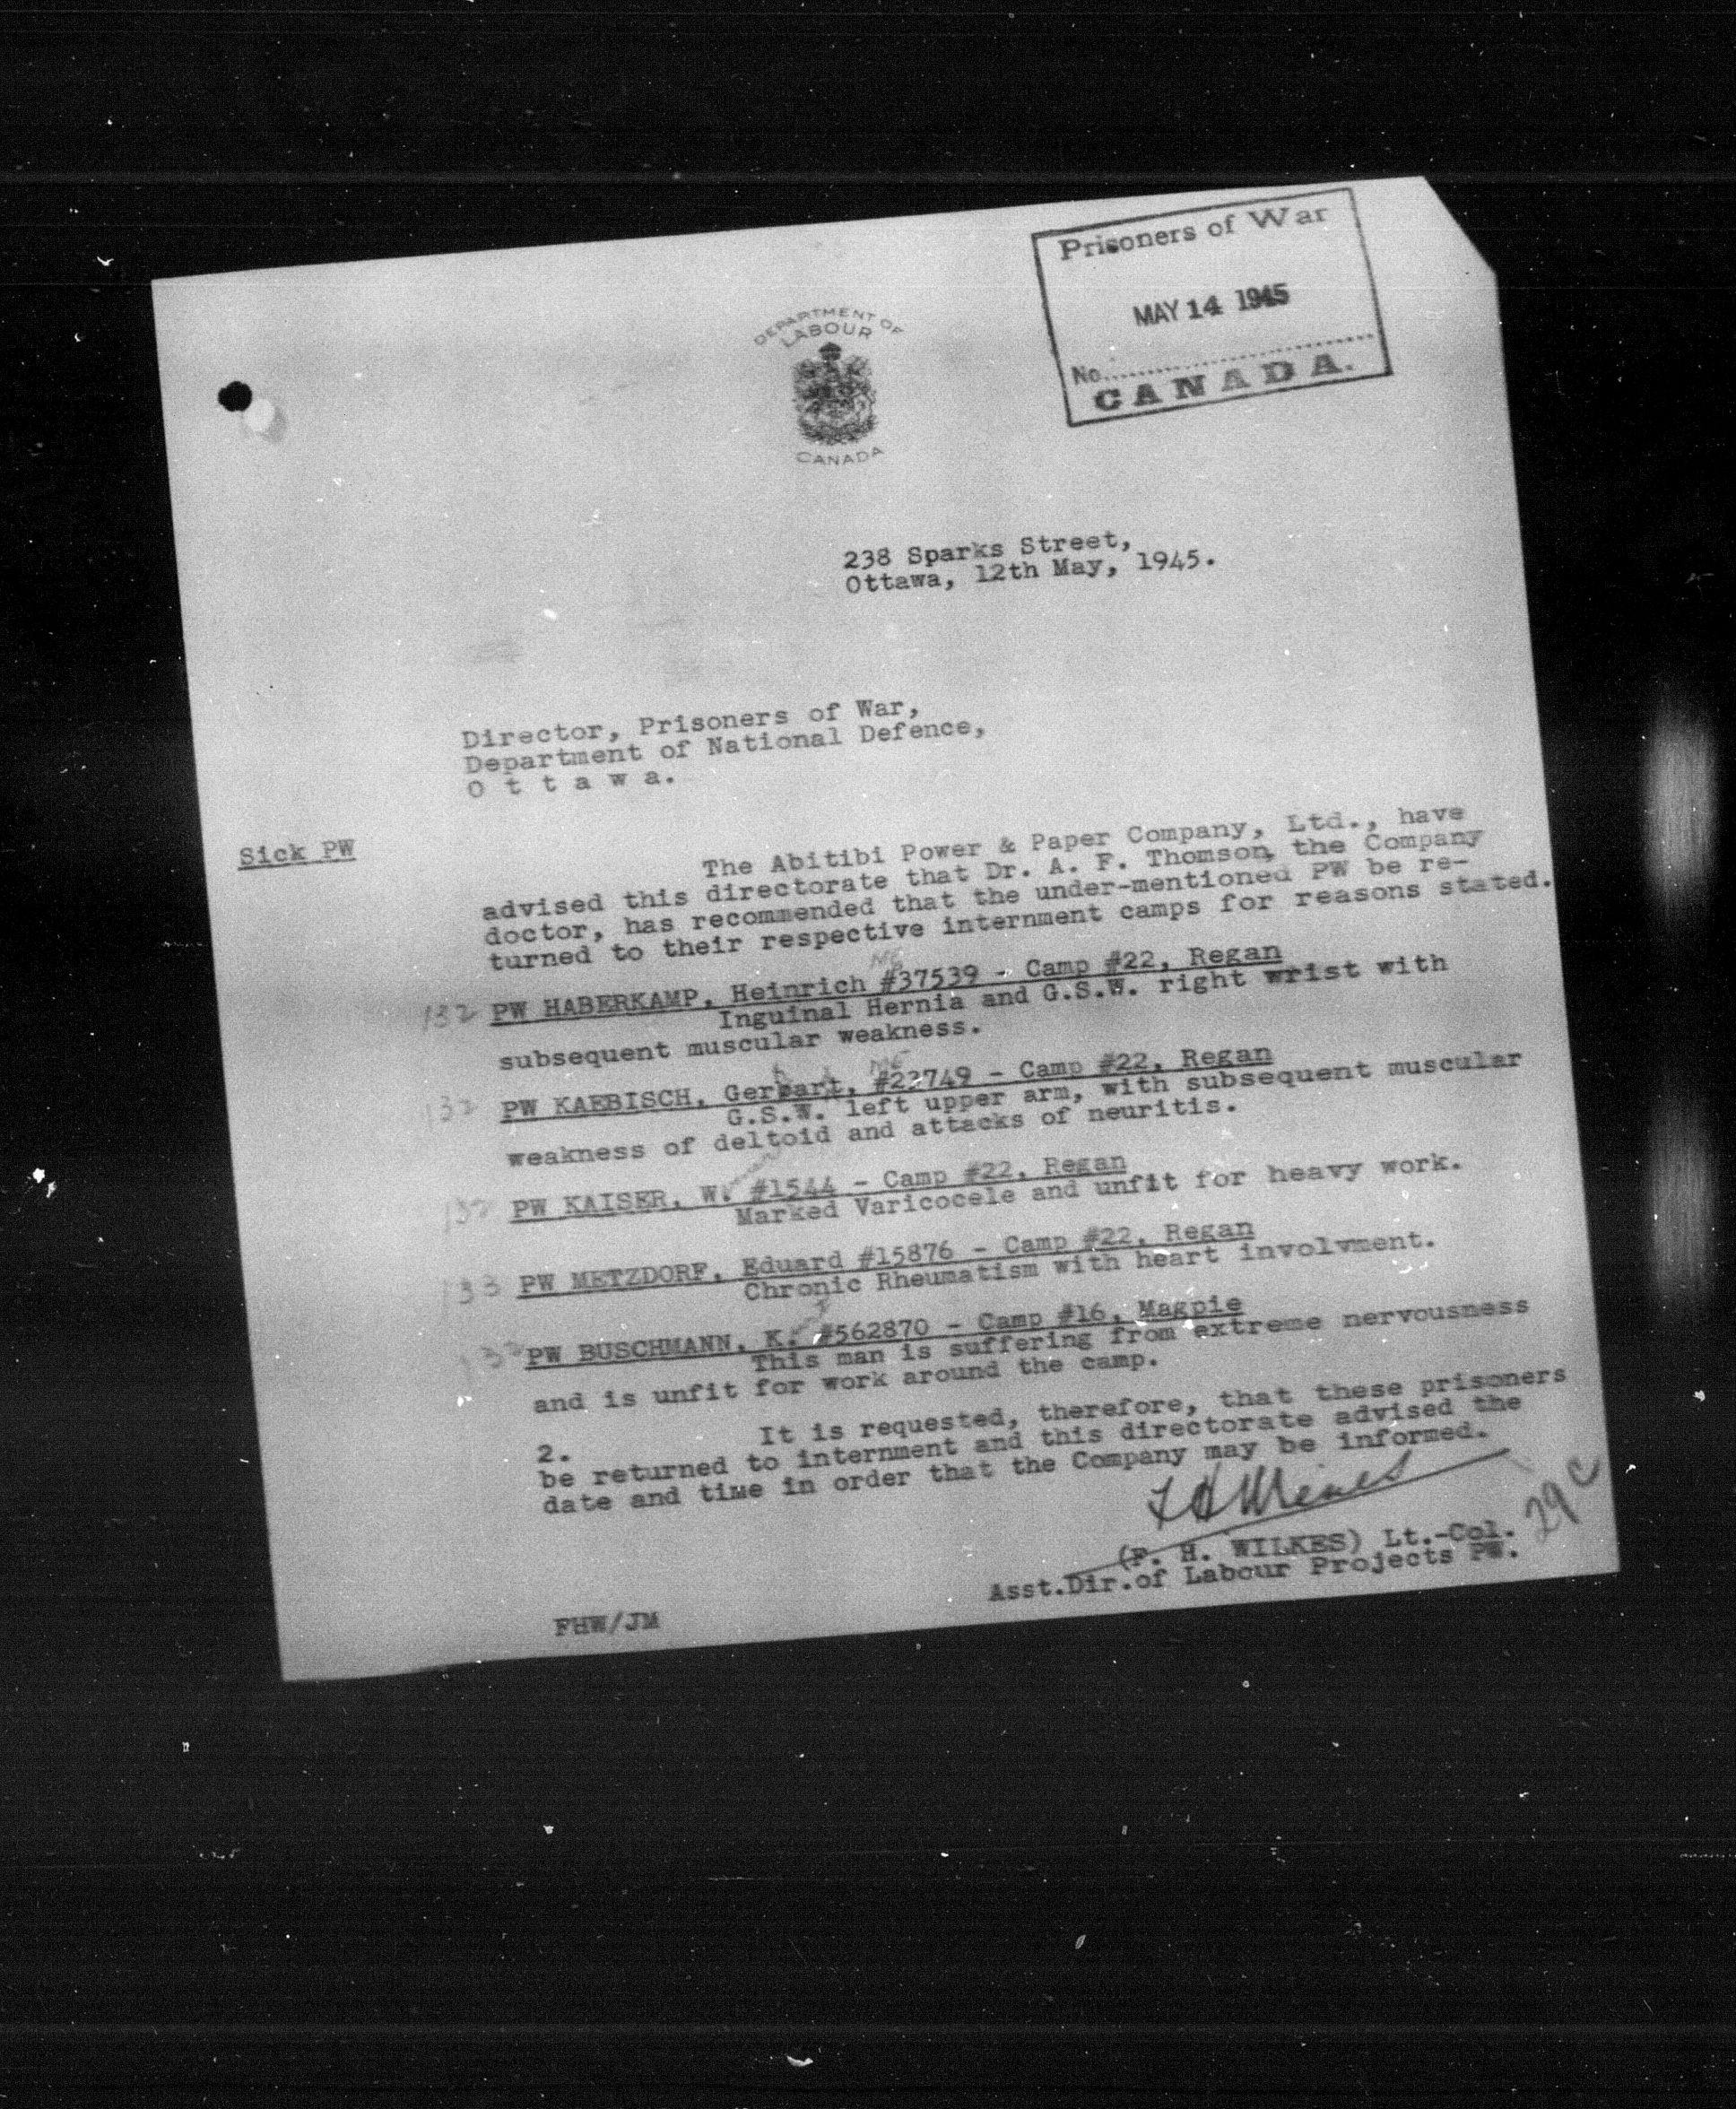 Prisoners of War
MAY 14 1945
No.
CANADA.
DEPARTMENT OF
LABOUR
CANADA
238 Sparks Street,
Ottawa, 12th May, 1945.
Director, Prisoners of War,
Department of National Defence,
O t t a w a.
Sick PW
The Abitibi Power & Paper Company, Ltd., have
advised this directorate that Dr. A. F. Thomson, the Company
doctor, has recommended that the under-mentioned PW be re-
turned to their respective internment camps for reasons stated.
ME
132 PW HABERKAMP, Heinrich #37539 - Camp #22, Regan
Inguinal Hernia and G.S.W. right wrist with
subsequent muscular weakness.
ME
132 PW KAEBISCH, Gerhart, #23749 - Camp #22, Regan
G.S.W. left upper arm, with subsequent muscular
weakness of deltoid and attacks of neuritis.
132 PW KAISER, W. #1544 - Camp #22, Regan
Marked Varicocele and unfit for heavy work.
133 PW METZDORF, Eduard #15876 - Camp #22, Regan
Chronic Rheumatism with heart involvment.
132 PW BUSCHMANN, K. #562870 - Camp #16, Magpie
This man is suffering from extreme nervousness
and is unfit for work around the camp.
2. It is requested, therefore, that these prisoners
be returned to internment and this directorate advised the
date and time in order that the Company may be informed.
29C
(F. H. WILKES) Lt.-Col.
Asst.Dir.of Labour Projects PW.
FHW/JM